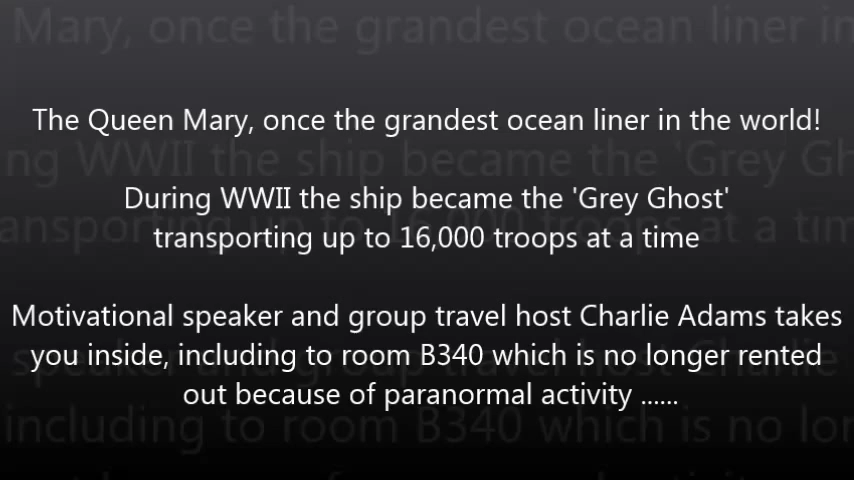 The Queen Mary, once the grandest ocean liner in the world!
During WWII the ship became the 'Grey Ghost'
transporting up to 16,000 troops at a time
Motivational speaker and group travel host Charlie Adams takes
you inside, including to room B340 which is no longer rented
out because of paranormal activity ......